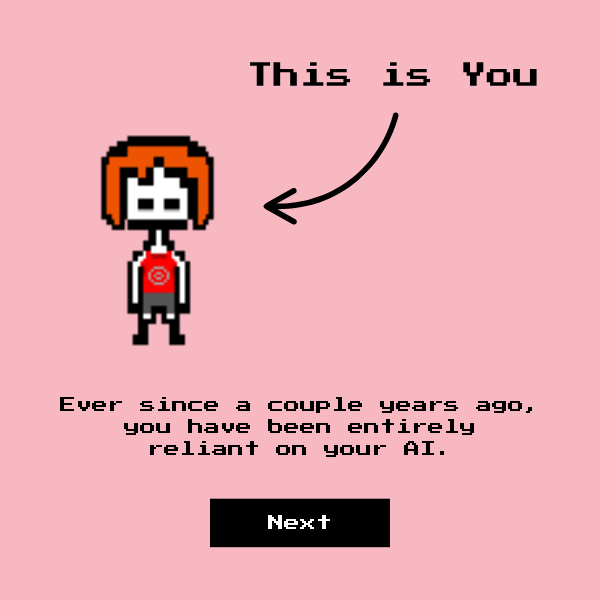 This is You
Ever since a couple years ago,
you have been entirely
reliant on your AI.
Next